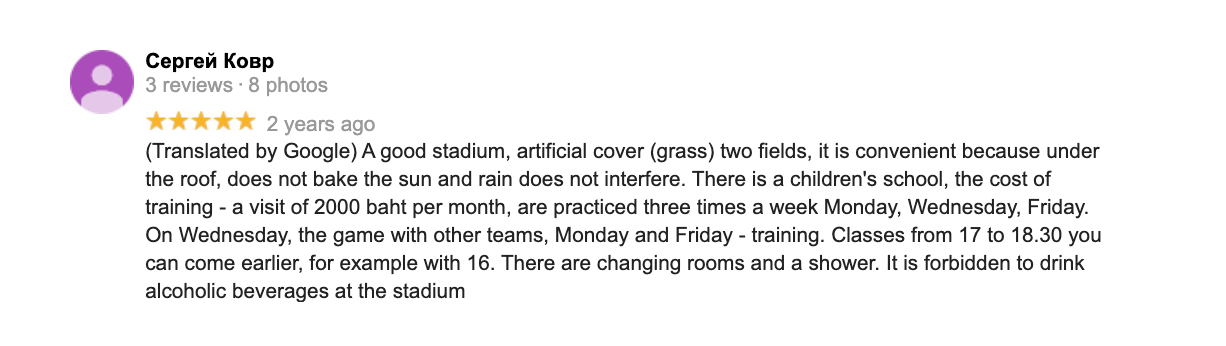 Сергей Ковр
3 reviews · 8 photos
2 years ago
(Translated by Google) A good stadium, artificial cover (grass) two fields, it is convenient because under
the roof, does not bake the sun and rain does not interfere. There is a children's school, the cost of
training - a visit of 2000 baht per month, are practiced three times a week Monday, Wednesday, Friday.
On Wednesday, the game with other teams, Monday and Friday - training. Classes from 17 to 18.30 you
can come earlier, for example with 16. There are changing rooms and a shower. It is forbidden to drink
alcoholic beverages at the stadium